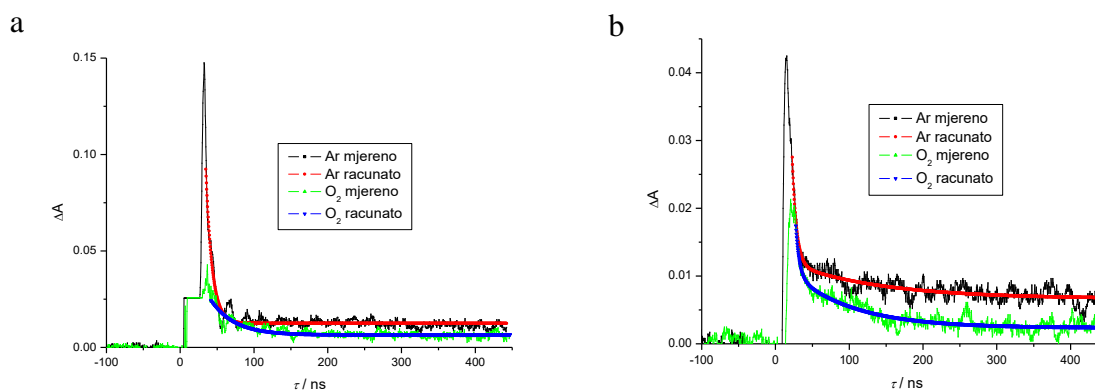 a
0.15
0.10
0.05
0.00
ΔA
-100 0 100 200 300 400
τ / ns
Ar mjereno
Ar racunato
O2 mjereno
O2 racunato
b
0.04
0.03
0.02
0.01
0.00
ΔA
-100 0 100 200 300 400
τ / ns
Ar mjereno
Ar racunato
O2 mjereno
O2 racunato